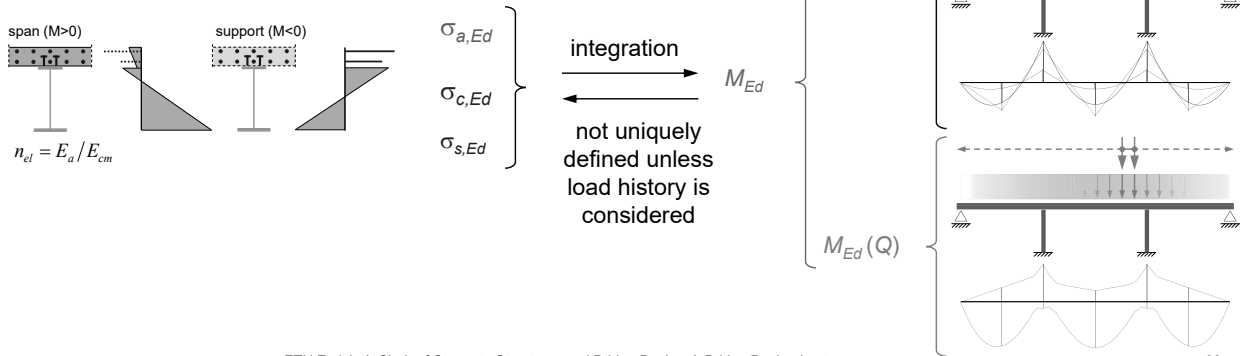 span (M>0)
support (M<0)
n_el = E_a/E_cm
σ_a,Ed
σ_c,Ed
σ_s,Ed
integration
not uniquely
defined unless
load history is
considered
M_Ed
M_Ed (Q)